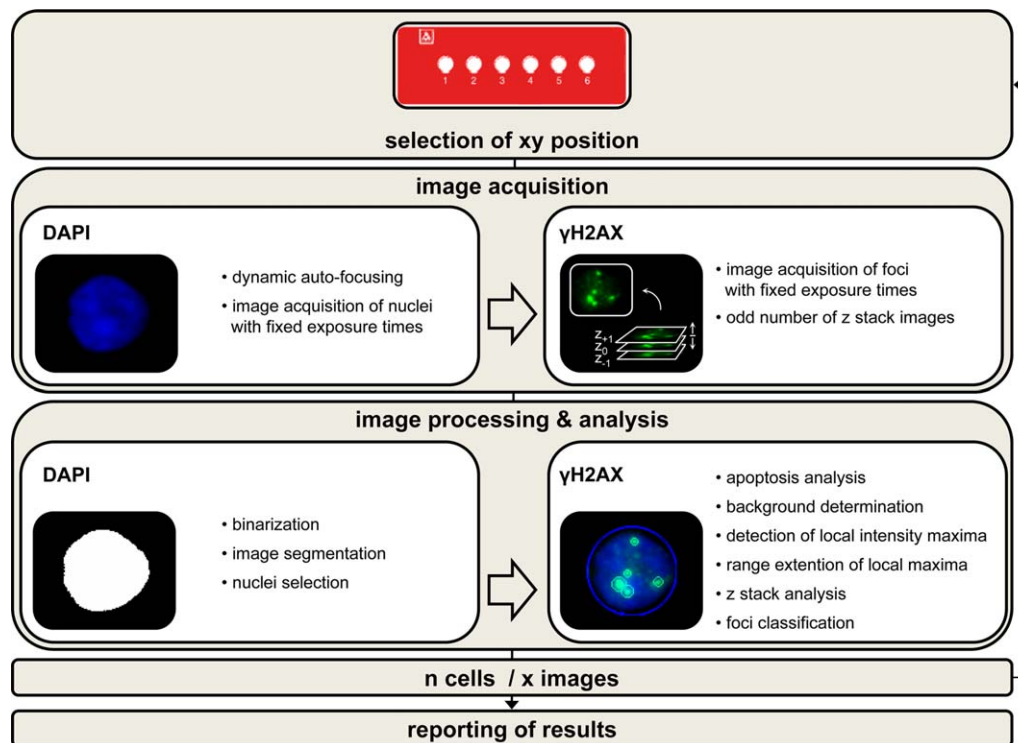 1 2 3 4 5 6
selection of xy position
image acquisition
DAPI
• dynamic auto-focusing
• image acquisition of nuclei
with fixed exposure times
γH2AX
z+1
z0
z-1
• image acquisition of foci
with fixed exposure times
• odd number of z stack images
image processing & analysis
DAPI
• binarization
• image segmentation
• nuclei selection
γH2AX
• apoptosis analysis
• background determination
• detection of local intensity maxima
• range extention of local maxima
• z stack analysis
• foci classification
n cells / x images
reporting of results